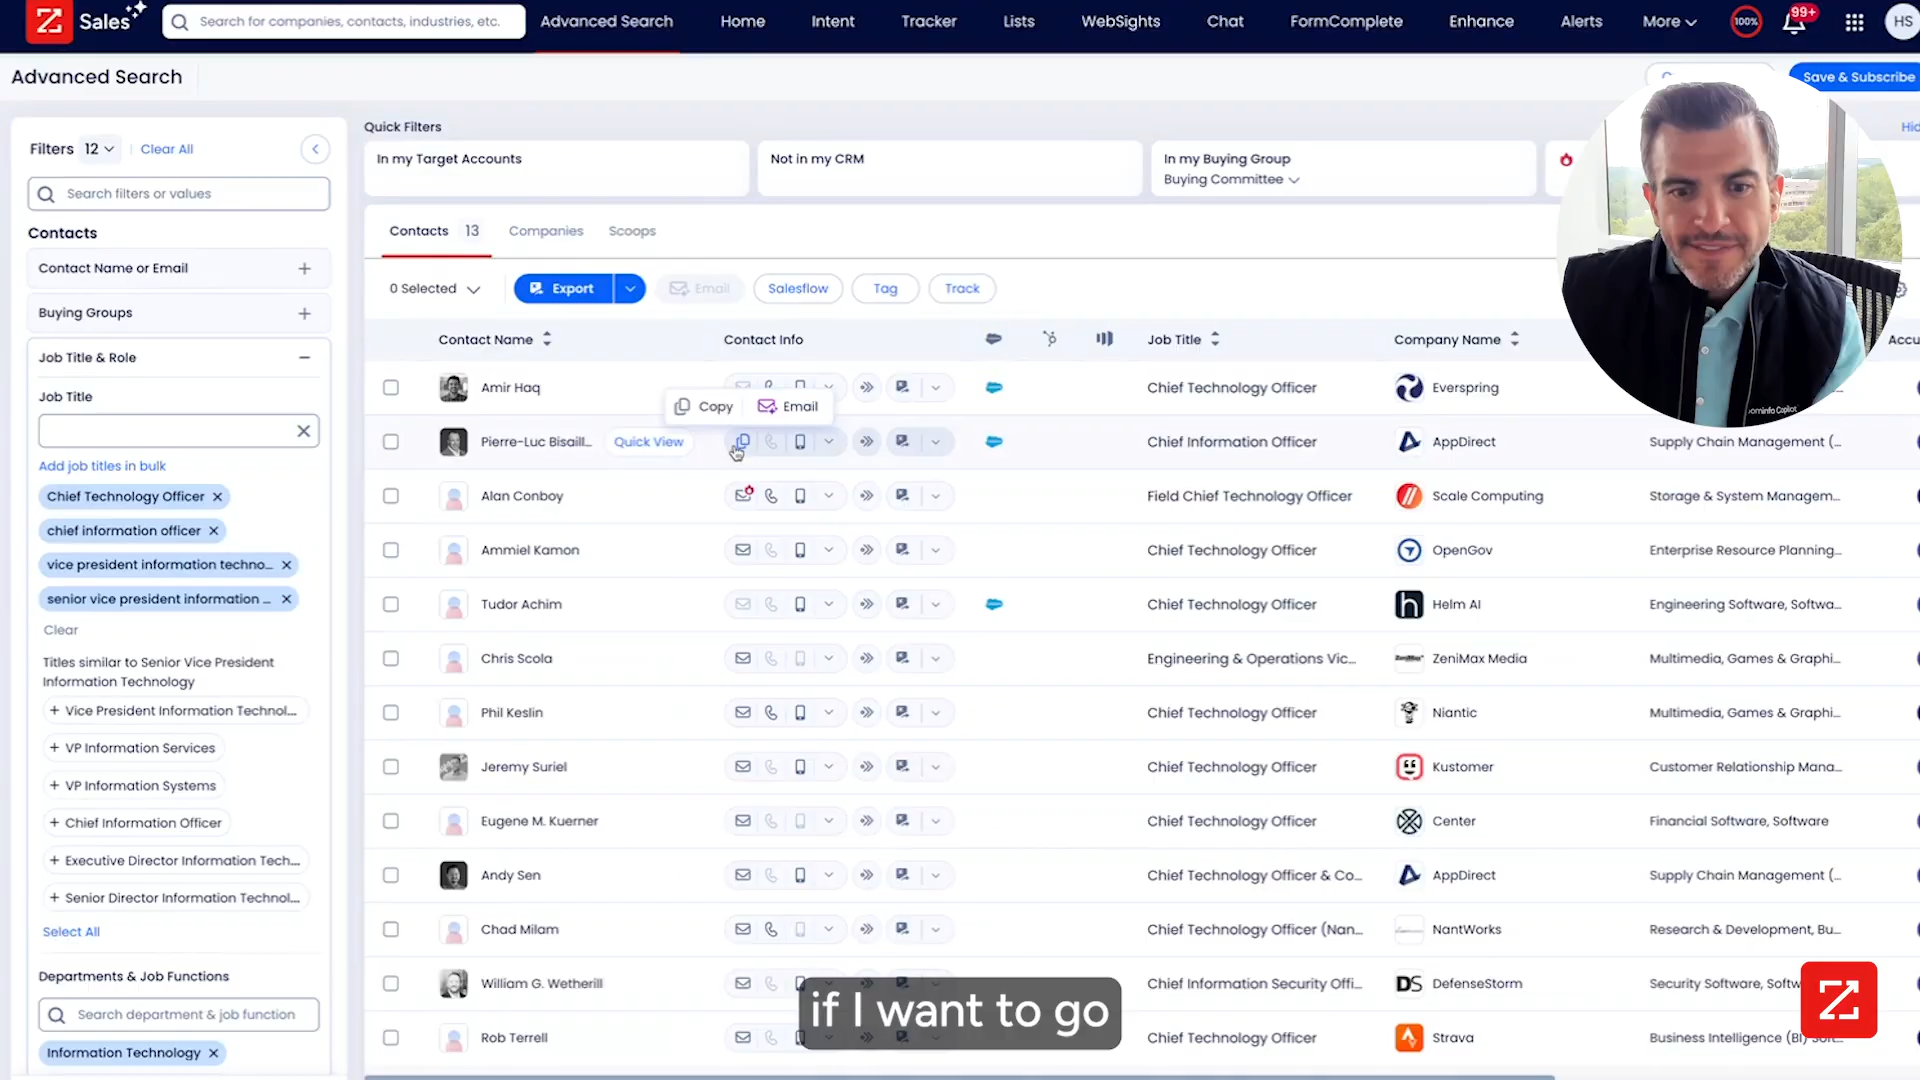 Sales
Search for companies, contacts, industries, etc.
Advanced Search
Home
Intent
Tracker
Lists
WebSights
Chat
FormComplete
Enhance
Alerts
More
100%
99+
HS
Advanced Search
Save & Subscribe
Filters 12
Clear All
Search filters or values
Contacts
Contact Name or Email
Buying Groups
Job Title & Role
Job Title
Add job titles in bulk
Chief Technology Officer
chief information officer
vice president information techno...
senior vice president information ...
Clear
Titles similar to Senior Vice President
Information Technology
+ Vice President Information Technol...
+ VP Information Services
+ VP Information Systems
+ Chief Information Officer
+ Executive Director Information Tech...
+ Senior Director Information Technol...
Select All
Departments & Job Functions
Search department & job function
Information Technology
Quick Filters
Hid
In my Target Accounts
Not in my CRM
In my Buying Group
Buying Committee
Contacts 13
Companies
Scoops
0 Selected
Export
Email
Salesflow
Tag
Track
Contact Name
Contact Info
Job Title
Company Name
Accu
Amir Haq
Chief Technology Officer
Everspring
Copy
Email
Pierre-Luc Bisaill...
Quick View
Chief Information Officer
AppDirect
Supply Chain Management (...
Alan Conboy
Field Chief Technology Officer
Scale Computing
Storage & System Managem...
Ammiel Kamon
Chief Technology Officer
OpenGov
Enterprise Resource Planning...
Tudor Achim
Chief Technology Officer
h
Helm AI
Engineering Software, Softwa...
Chris Scola
Engineering & Operations Vic...
ZeniMax Media
Multimedia, Games & Graphi...
Phil Keslin
Chief Technology Officer
Niantic
Multimedia, Games & Graphi...
Jeremy Suriel
Chief Technology Officer
Kustomer
Customer Relationship Mana...
Eugene M. Kuerner
Chief Technology Officer
Center
Financial Software, Software
Andy Sen
Chief Technology Officer & Co...
AppDirect
Supply Chain Management (...
Chad Milam
Chief Technology Officer (Nan...
NantWorks
Research & Development, Bu...
William G. Wetherill
Chief Information Security Offi...
DS
DefenseStorm
Security Software, Softw
Rob Terrell
Chief Technology Officer
Strava
Business Intelligence (BI)
if I want to go